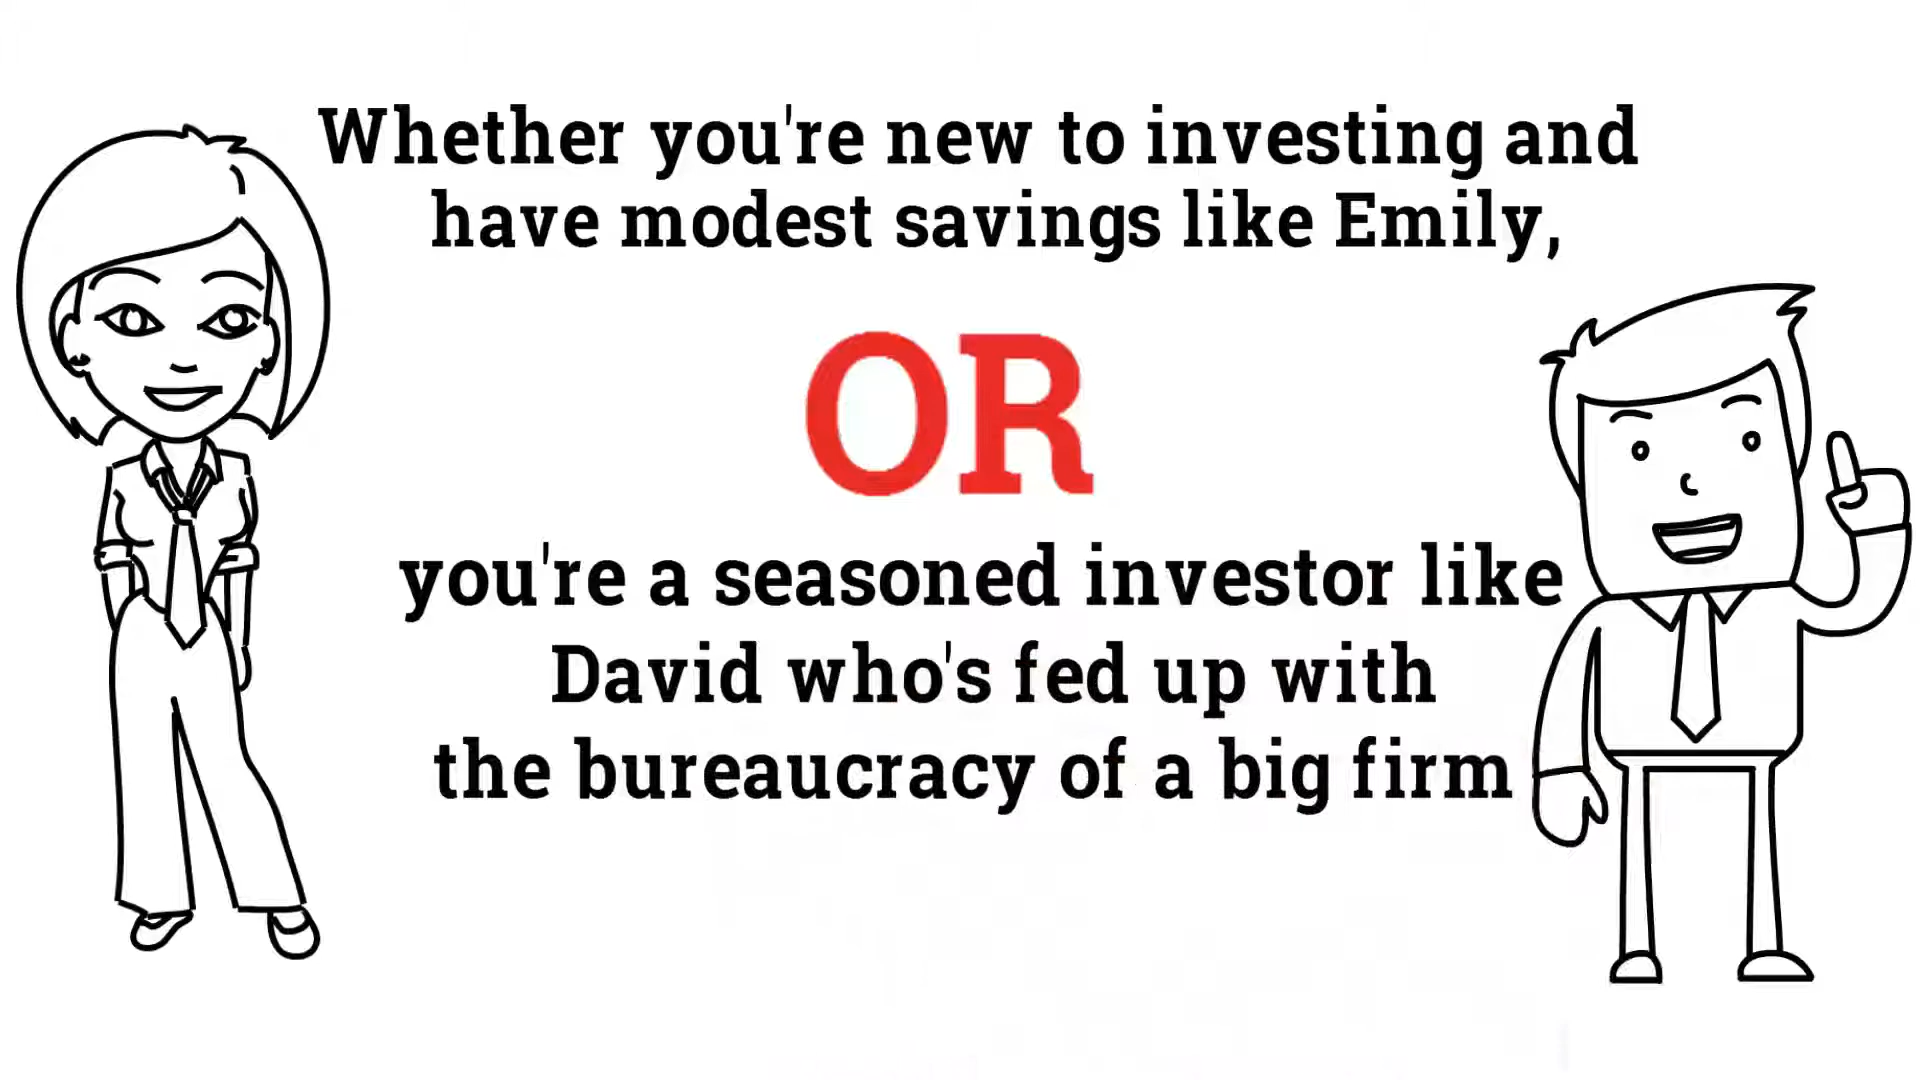 Whether you're new to investing and
have modest savings like Emily,
OR
you're a seasoned investor like
David who's fed up with
the bureaucracy of a big firm